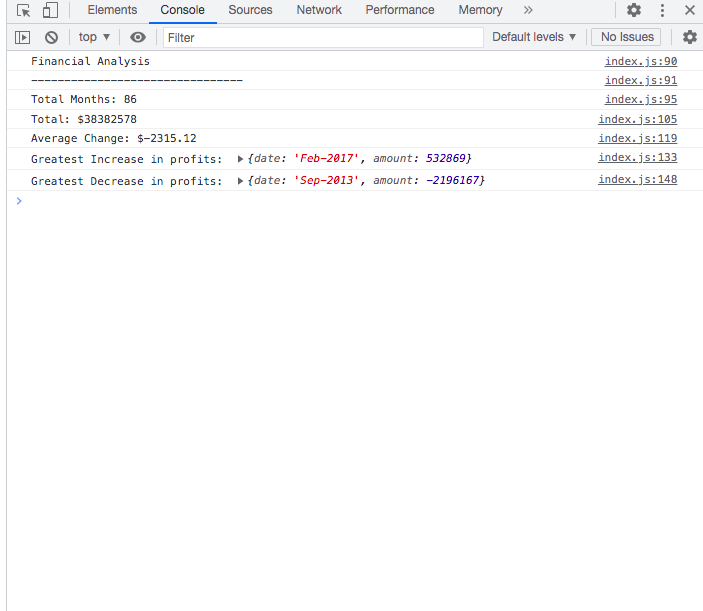 Elements Console Sources Network Performance Memory »
top ▼ Filter Default levels ▼ No Issues
Financial Analysis index.js:90
-------------------------------- index.js:91
Total Months: 86 index.js:95
Total: $38382578 index.js:105
Average Change: $-2315.12 index.js:119
Greatest Increase in profits: ▶{date: 'Feb-2017', amount: 532869} index.js:133
Greatest Decrease in profits: ▶{date: 'Sep-2013', amount: -2196167} index.js:148
>